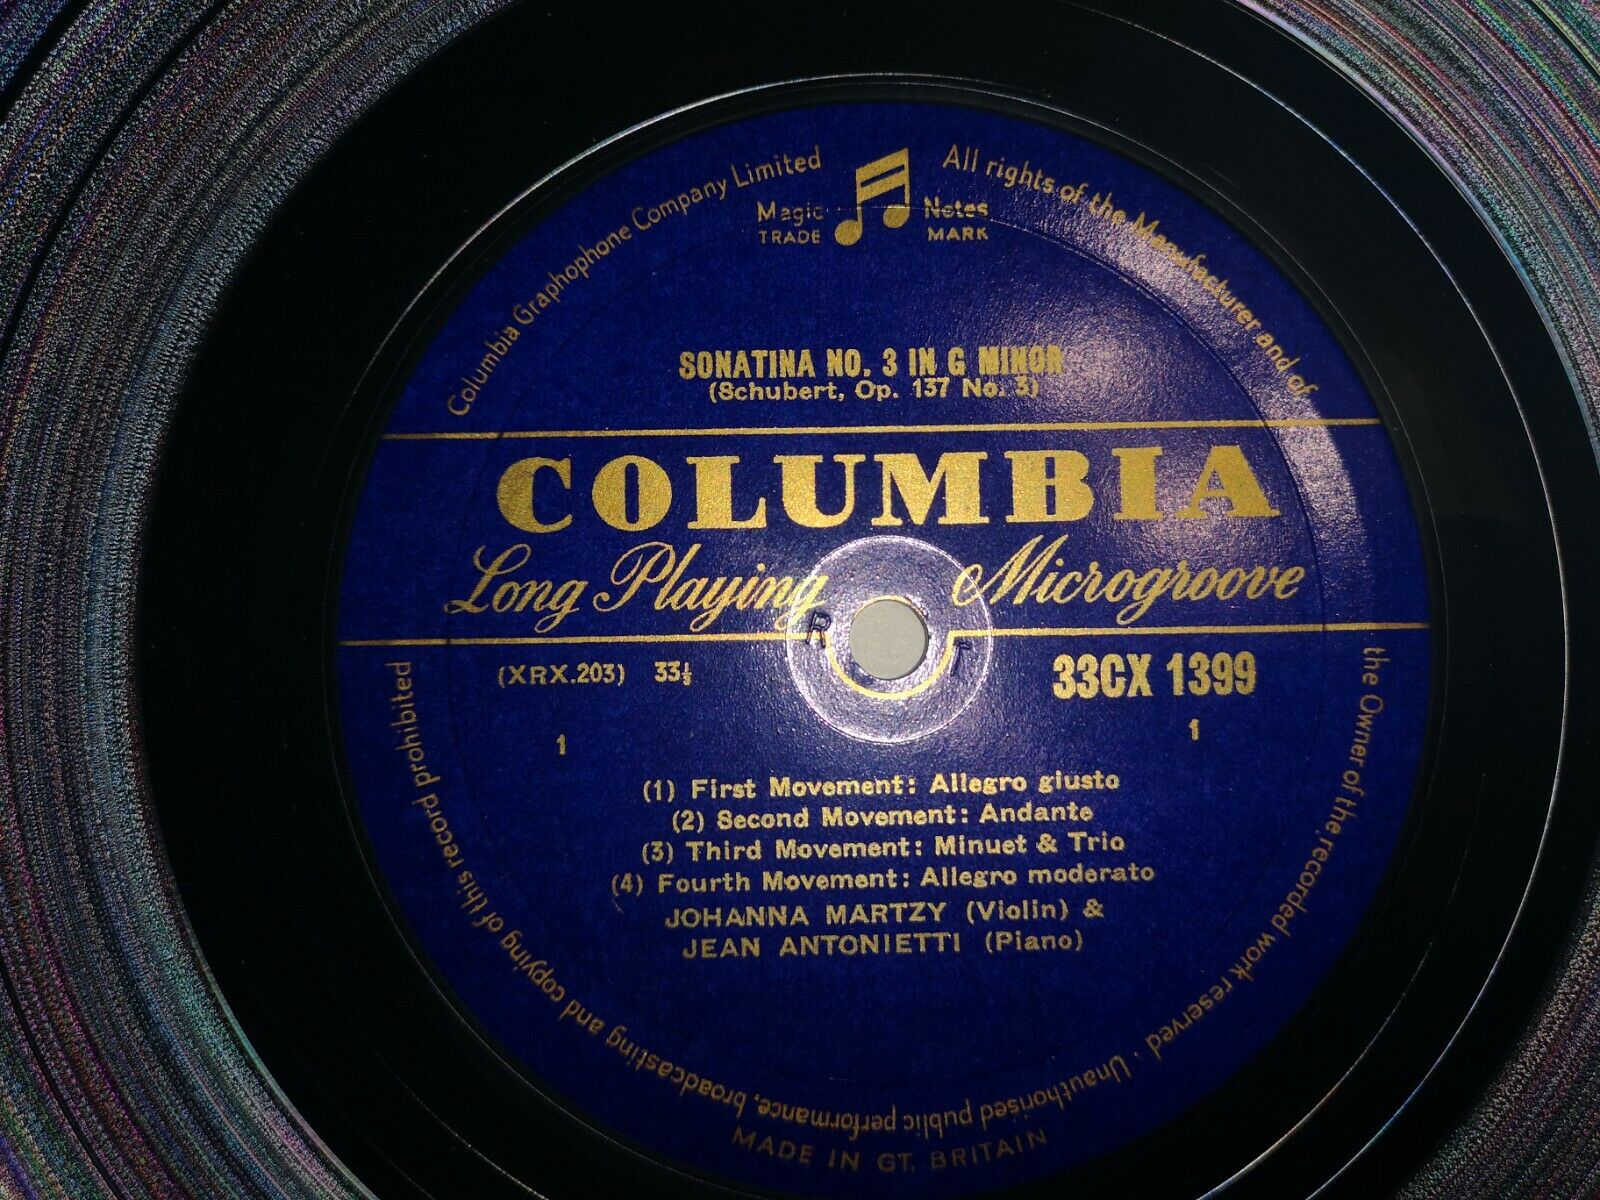 Columbia Graphophone Company Limited
All rights of the Manufacturer and of
the Owner of the recorded work reserved · Unauthorised public performance, broadcasting and copying of this record prohibited
Magic Notes
TRADE MARK
SONATINA NO. 3 IN G MINOR
(Schubert, Op. 137 No. 3)
COLUMBIA
Long Playing Microgroove
R T
(XRX.203) 33⅓ 33CX 1399
1 1
(1) First Movement: Allegro giusto
(2) Second Movement: Andante
(3) Third Movement: Minuet & Trio
(4) Fourth Movement: Allegro moderato
JOHANNA MARTZY (Violin) &
JEAN ANTONIETTI (Piano)
MADE IN GT. BRITAIN